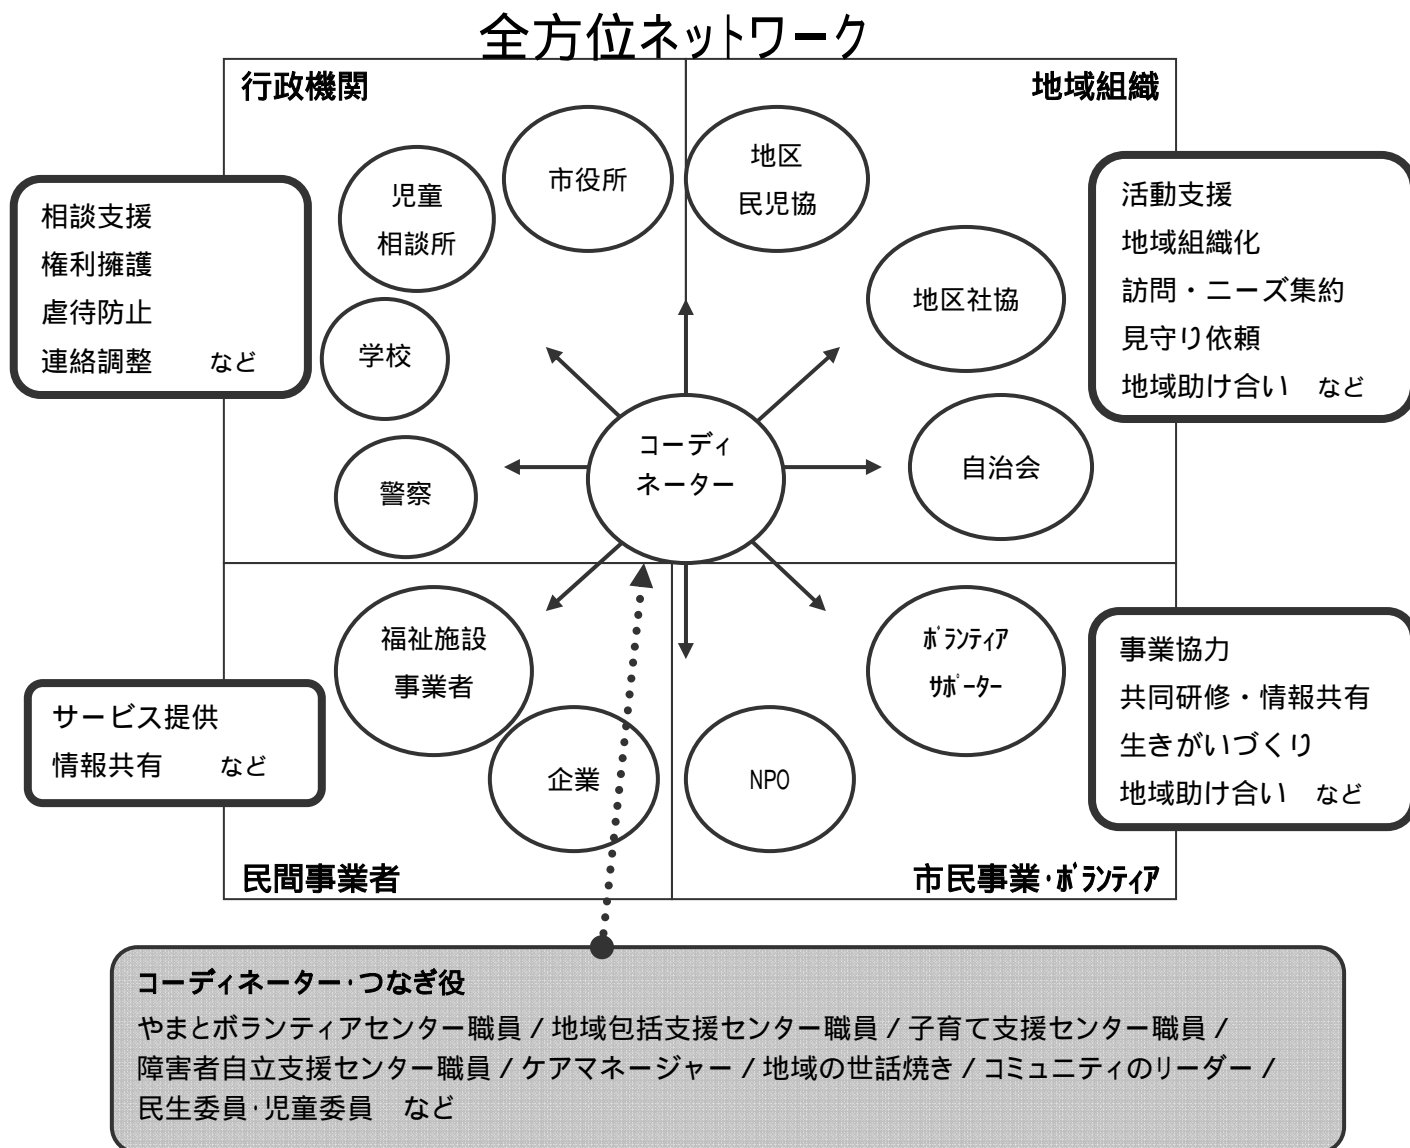 全方位ネットワーク
行政機関
地域組織
市役所
児童
相談所
学校
警察
相談支援
権利擁護
虐待防止
連絡調整　　など
地区
民児協
地区社協
自治会
活動支援
地域組織化
訪問・ニーズ集約
見守り依頼
地域助け合い　など
コーディ
ネーター
福祉施設
事業者
企業
サービス提供
情報共有　　など
民間事業者
ﾎﾞﾗﾝﾃｨｱ
ｻﾎﾟｰﾀｰ
NPO
事業協力
共同研修・情報共有
生きがいづくり
地域助け合い　など
市民事業・ﾎﾞﾗﾝﾃｨｱ
コーディネーター・つなぎ役
やまとボランティアセンター職員 / 地域包括支援センター職員 / 子育て支援センター職員 /
障害者自立支援センター職員 / ケアマネージャー / 地域の世話焼き / コミュニティのリーダー /
民生委員・児童委員　など